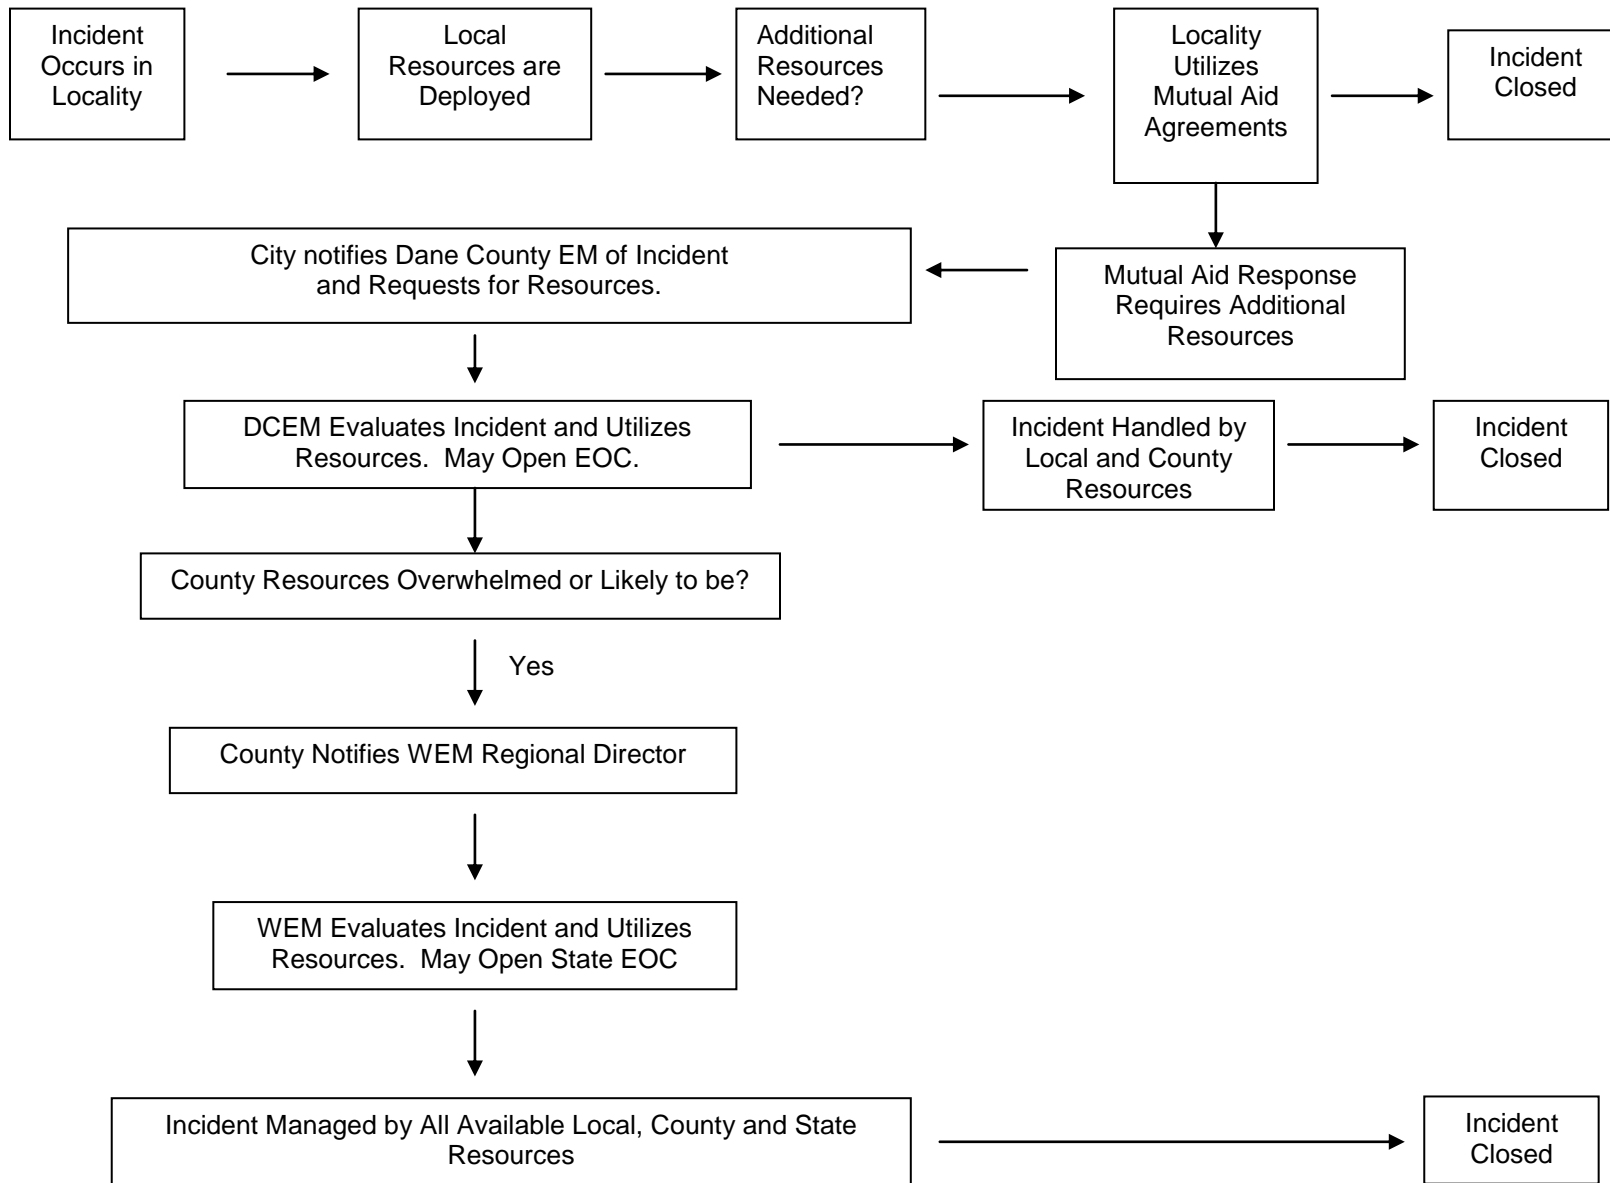 Incident
Occurs in
Locality
Local
Resources are
Deployed
Additional
Resources
Needed?
Locality
Utilizes
Mutual Aid
Agreements
Incident
Closed
City notifies Dane County EM of Incident
and Requests for Resources.
Mutual Aid Response
Requires Additional
Resources
DCEM Evaluates Incident and Utilizes
Resources.  May Open EOC.
Incident Handled by
Local and County
Resources
Incident
Closed
County Resources Overwhelmed or Likely to be?
Yes
County Notifies WEM Regional Director
WEM Evaluates Incident and Utilizes
Resources.  May Open State EOC
Incident Managed by All Available Local, County and State
Resources
Incident
Closed